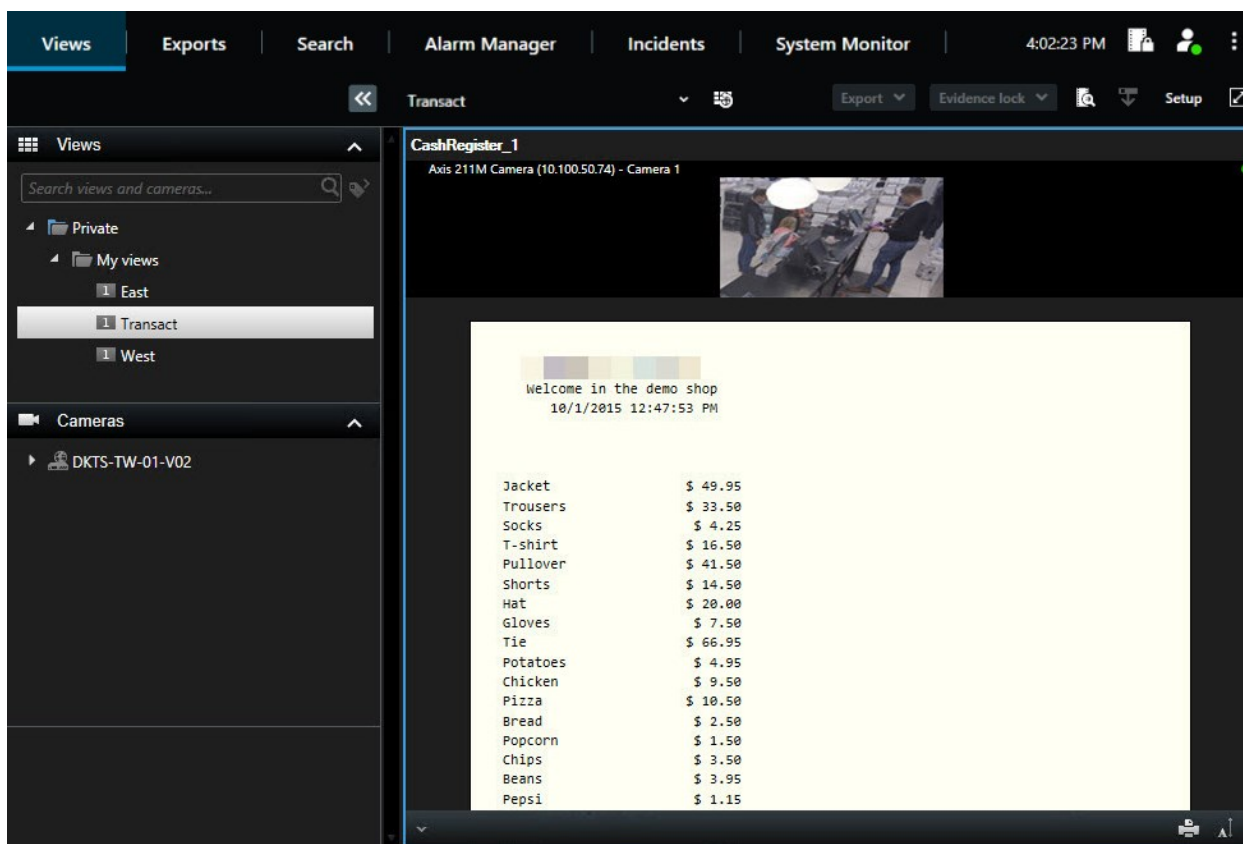 Views Exports Search Alarm Manager Incidents System Monitor 4:02:23 PM
Transact Export Evidence lock Setup
Views
Search views and cameras...
Private
My views
1 East
1 Transact
1 West
Cameras
DKTS-TW-01-V02
CashRegister_1
Axis 211M Camera (10.100.50.74) - Camera 1
Welcome in the demo shop
10/1/2015 12:47:53 PM
Jacket $ 49.95
Trousers $ 33.50
Socks $ 4.25
T-shirt $ 16.50
Pullover $ 41.50
Shorts $ 14.50
Hat $ 20.00
Gloves $ 7.50
Tie $ 66.95
Potatoes $ 4.95
Chicken $ 9.50
Pizza $ 10.50
Bread $ 2.50
Popcorn $ 1.50
Chips $ 3.50
Beans $ 3.95
Pepsi $ 1.15
A